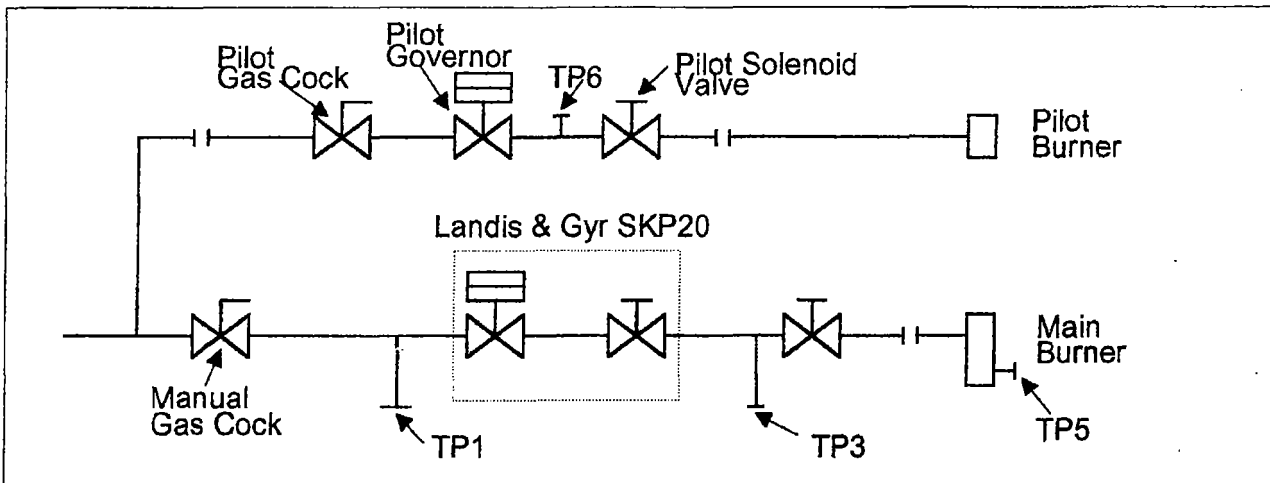 Pilot
Gas Cock
Pilot
Governor
TP6
Pilot Solenoid
Valve
Pilot
Burner
Landis & Gyr SKP20
Manual
Gas Cock
TP1
TP3
Main
Burner
TP5